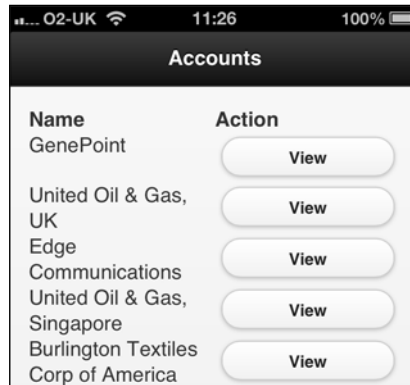 ... O2-UK 11:26 100%
Accounts
Name Action
GenePoint View
United Oil & Gas,
UK View
Edge
Communications View
United Oil & Gas,
Singapore View
Burlington Textiles
Corp of America View